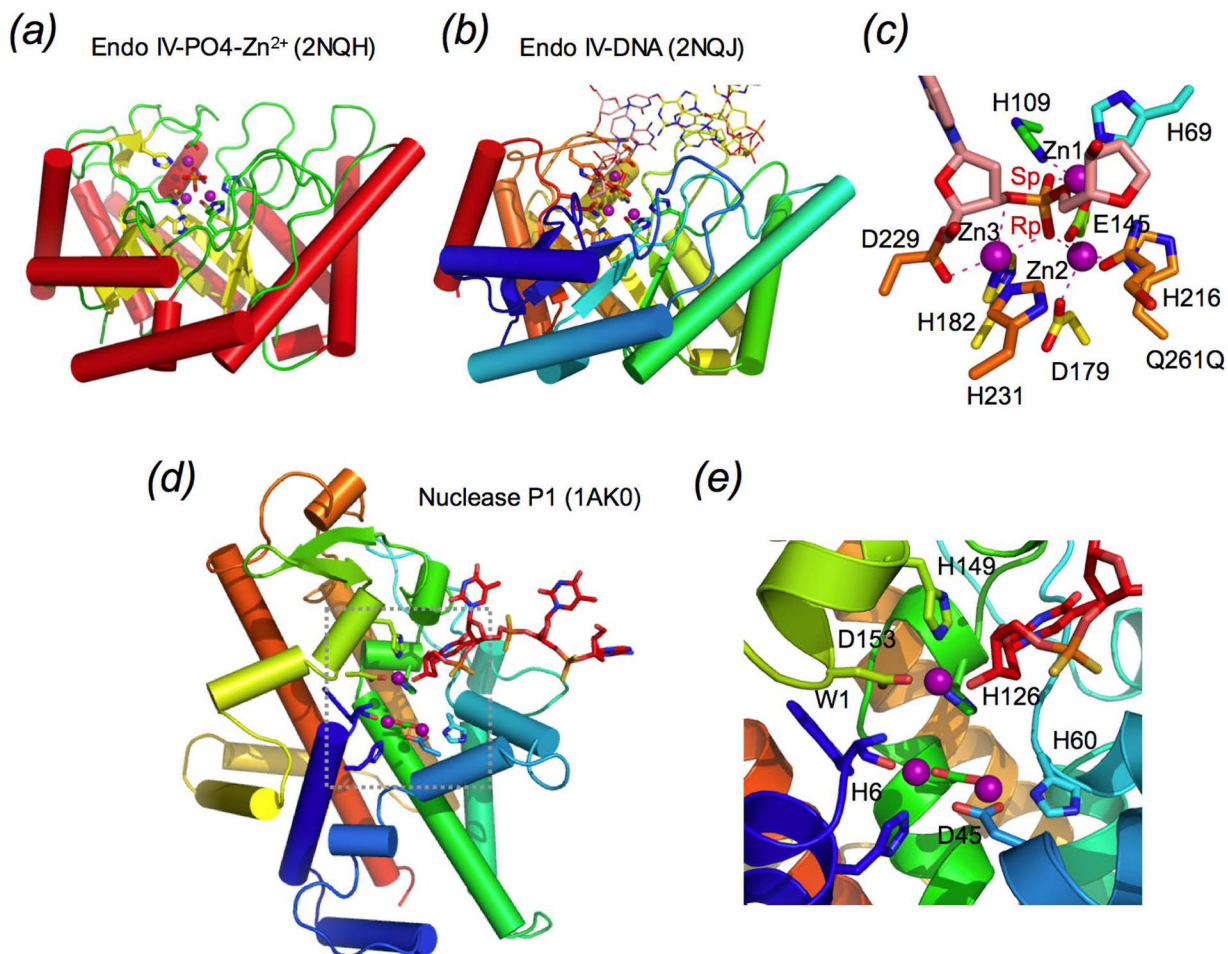 (a)
Endo IV-PO4-Zn²⁺ (2NQH)
(b)
Endo IV-DNA (2NQJ)
(c)
H109
H69
Zn1
Sp
Rp
E145
D229
Zn3
Zn2
H216
H182
Q261Q
D179
H231
(d)
Nuclease P1 (1AK0)
(e)
H149
D153
W1
H126
H60
H6
D45